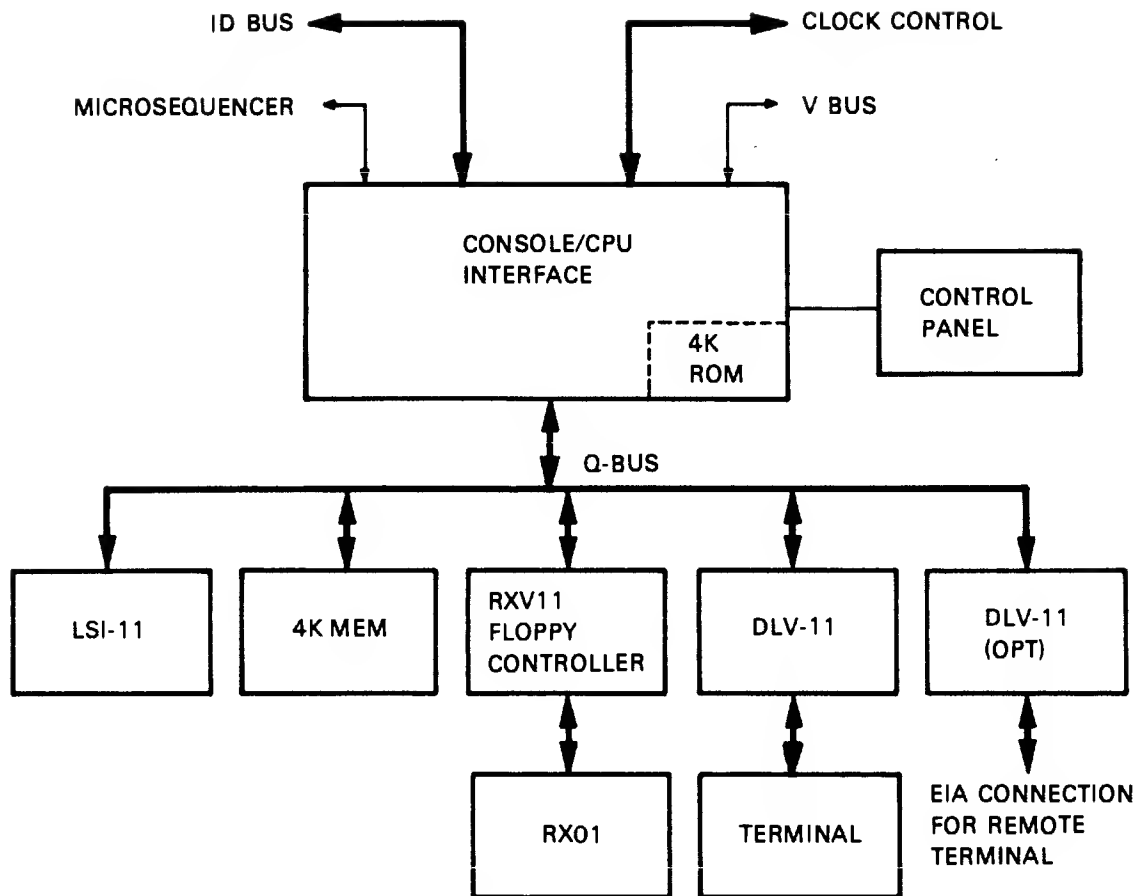 ID BUS
CLOCK CONTROL
MICROSEQUENCER
V BUS
CONSOLE/CPU
INTERFACE
4K
ROM
CONTROL
PANEL
Q-BUS
LSI-11
4K MEM
RXV11
FLOPPY
CONTROLLER
DLV-11
DLV-11
(OPT)
RX01
TERMINAL
EIA CONNECTION
FOR REMOTE
TERMINAL